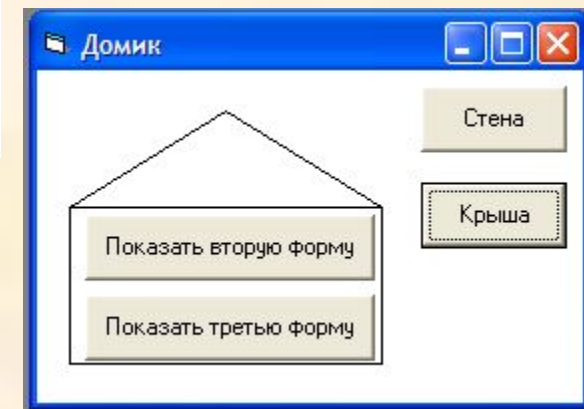 Домик
Стена
Крыша
Показать вторую форму
Показать третью форму